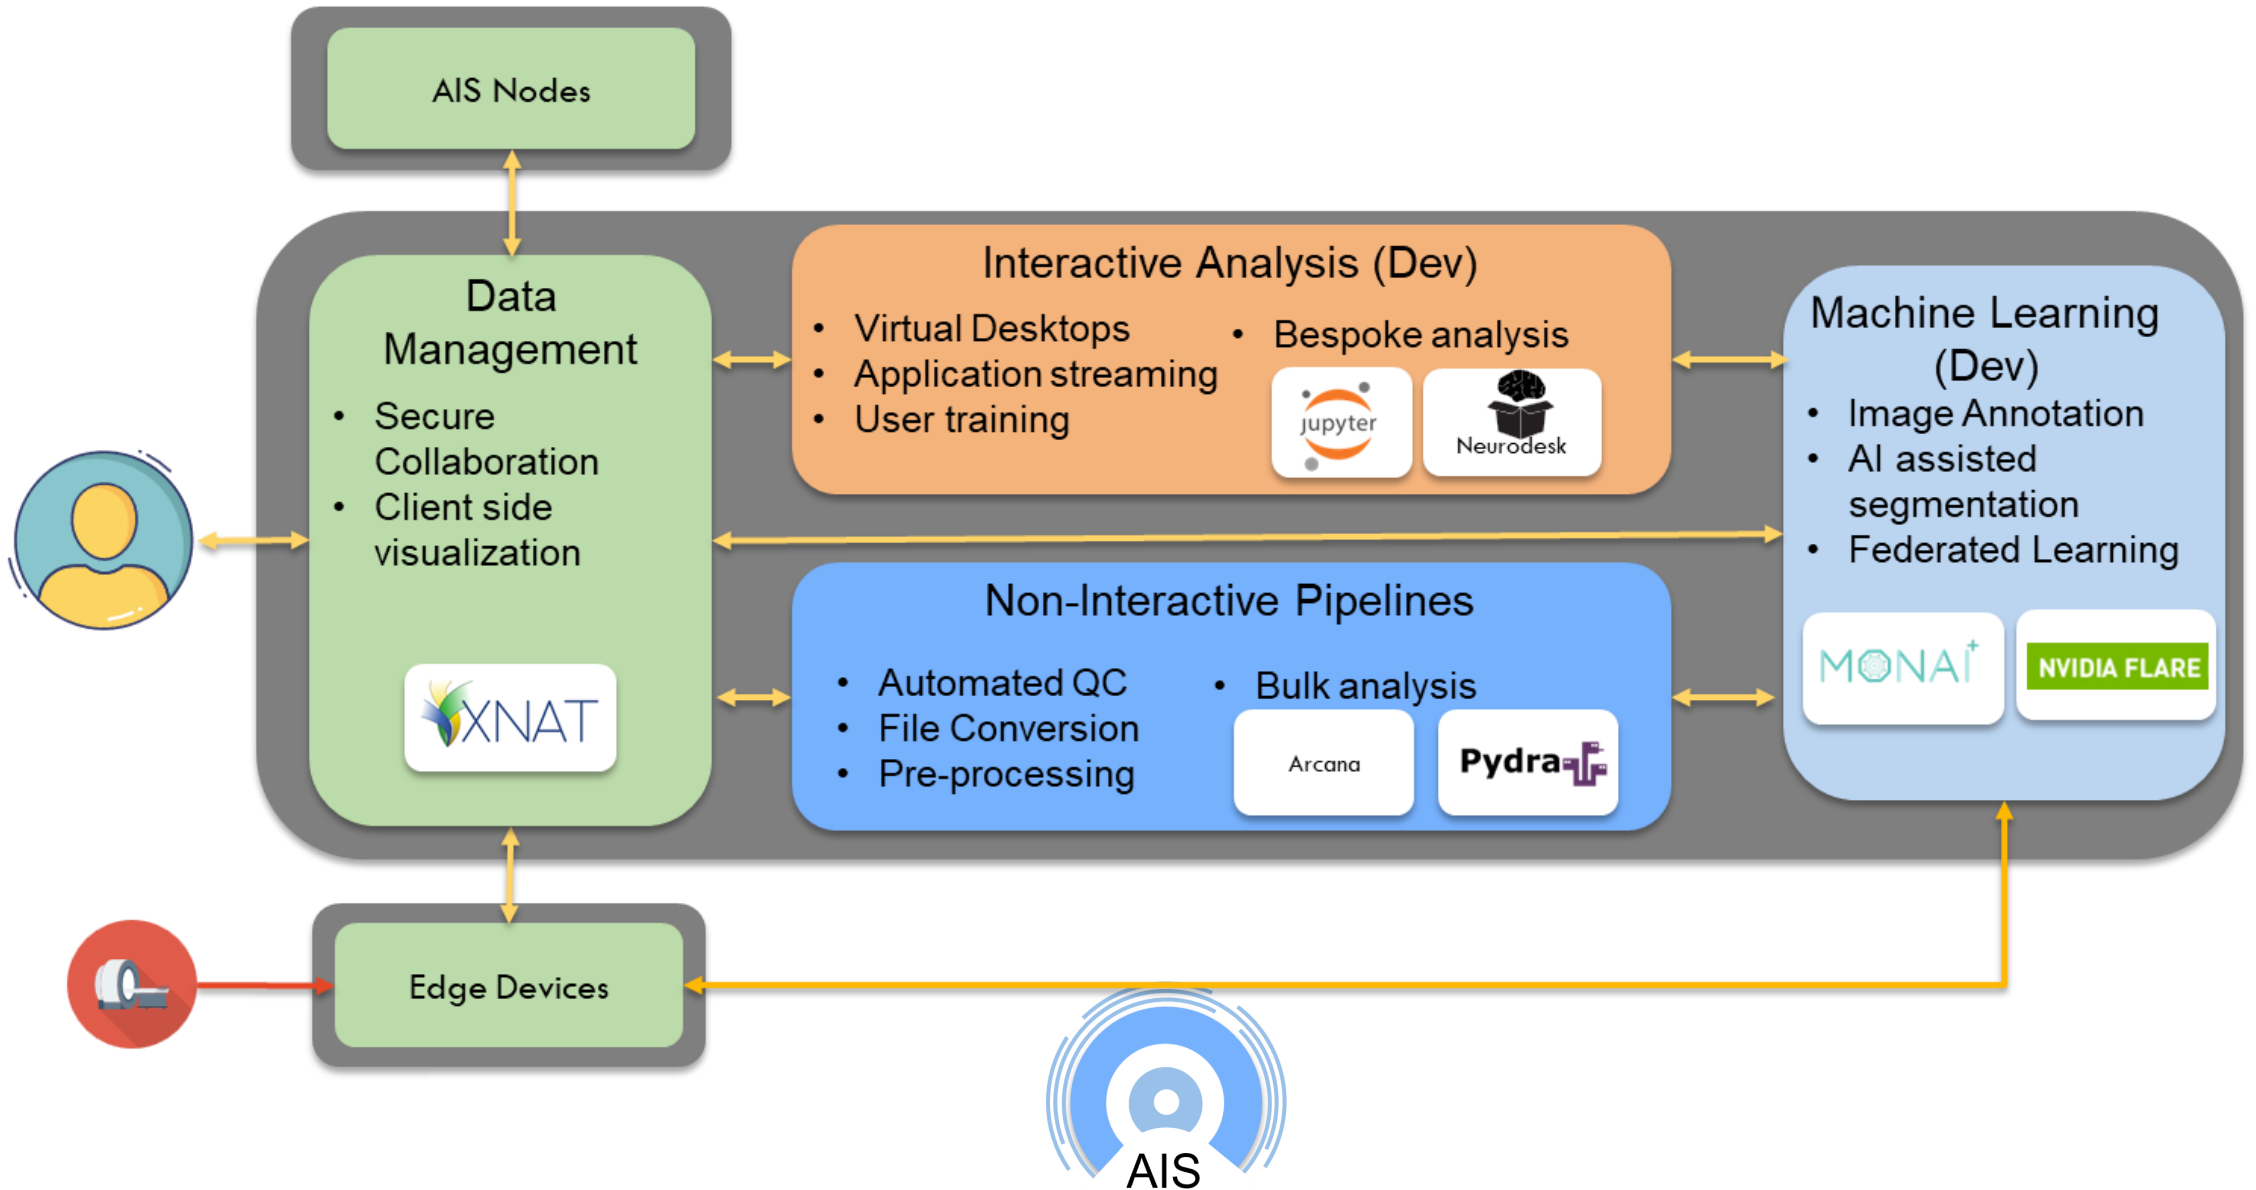 AIS Nodes
Data
Management
• Secure
Collaboration
• Client side
visualization
XNAT
Interactive Analysis (Dev)
• Virtual Desktops
• Application streaming
• User training
• Bespoke analysis
jupyter
Neurodesk
Non-Interactive Pipelines
• Automated QC
• File Conversion
• Pre-processing
• Bulk analysis
Arcana
Pydra
Machine Learning
(Dev)
• Image Annotation
• AI assisted
segmentation
• Federated Learning
MONAI
NVIDIA FLARE
Edge Devices
AIS